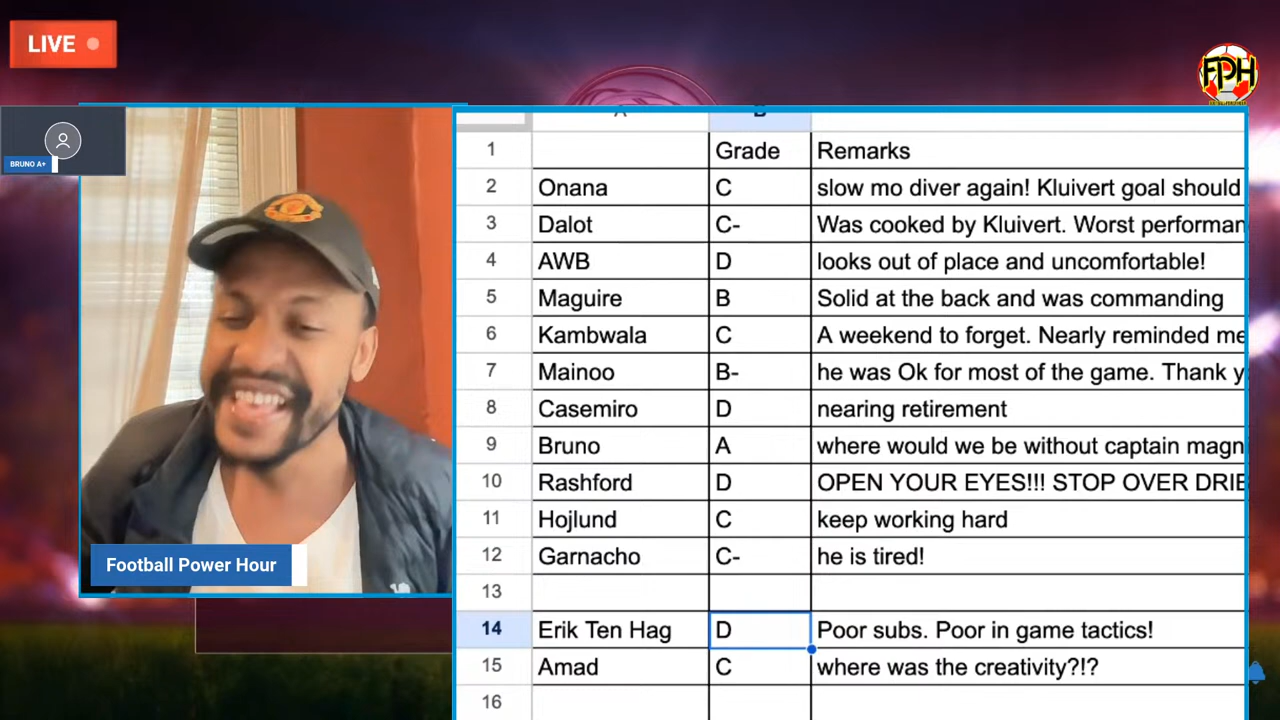 LIVE
FPH
BRUNO A+
Football Power Hour
1 Grade Remarks
2 Onana C slow mo diver again! Kluivert goal should
3 Dalot C- Was cooked by Kluivert. Worst
4 AWB D looks out of place and uncomfortable!
5 Maguire B Solid at the back and was commanding
6 Kambwala C A weekend to forget. Nearly reminded me
7 Mainoo B- he was Ok for most of the game. Thank
8 Casemiro D nearing retirement
9 Bruno A where would we be without captain
10 Rashford D OPEN YOUR EYES!!! STOP OVER
11 Hojlund C keep working hard
12 Garnacho C- he is tired!
13
14 Erik Ten Hag D Poor subs. Poor in game tactics!
15 Amad C where was the creativity?!?
16